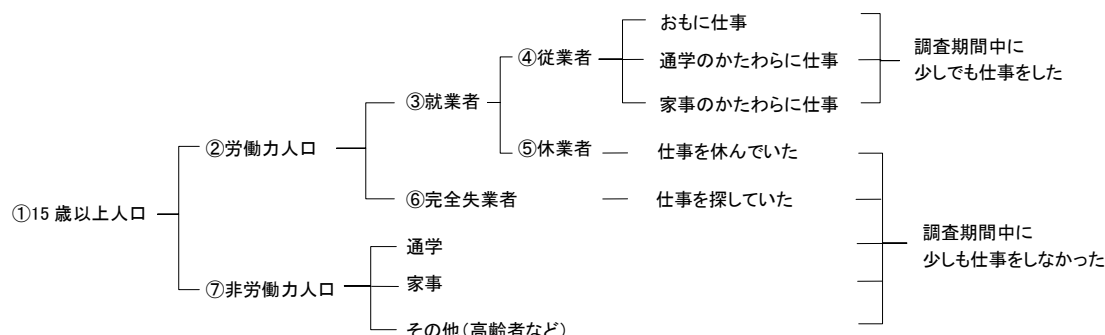 おもに仕事
④従業者
通学のかたわらに仕事
調査期間中に
少しでも仕事をした
③就業者
家事のかたわらに仕事
②労働力人口
⑤休業者
仕事を休んでいた
⑥完全失業者
仕事を探していた
①15 歳以上人口
調査期間中に
少しも仕事をしなかった
通学
⑦非労働力人口
家事
その他(高齢者など)